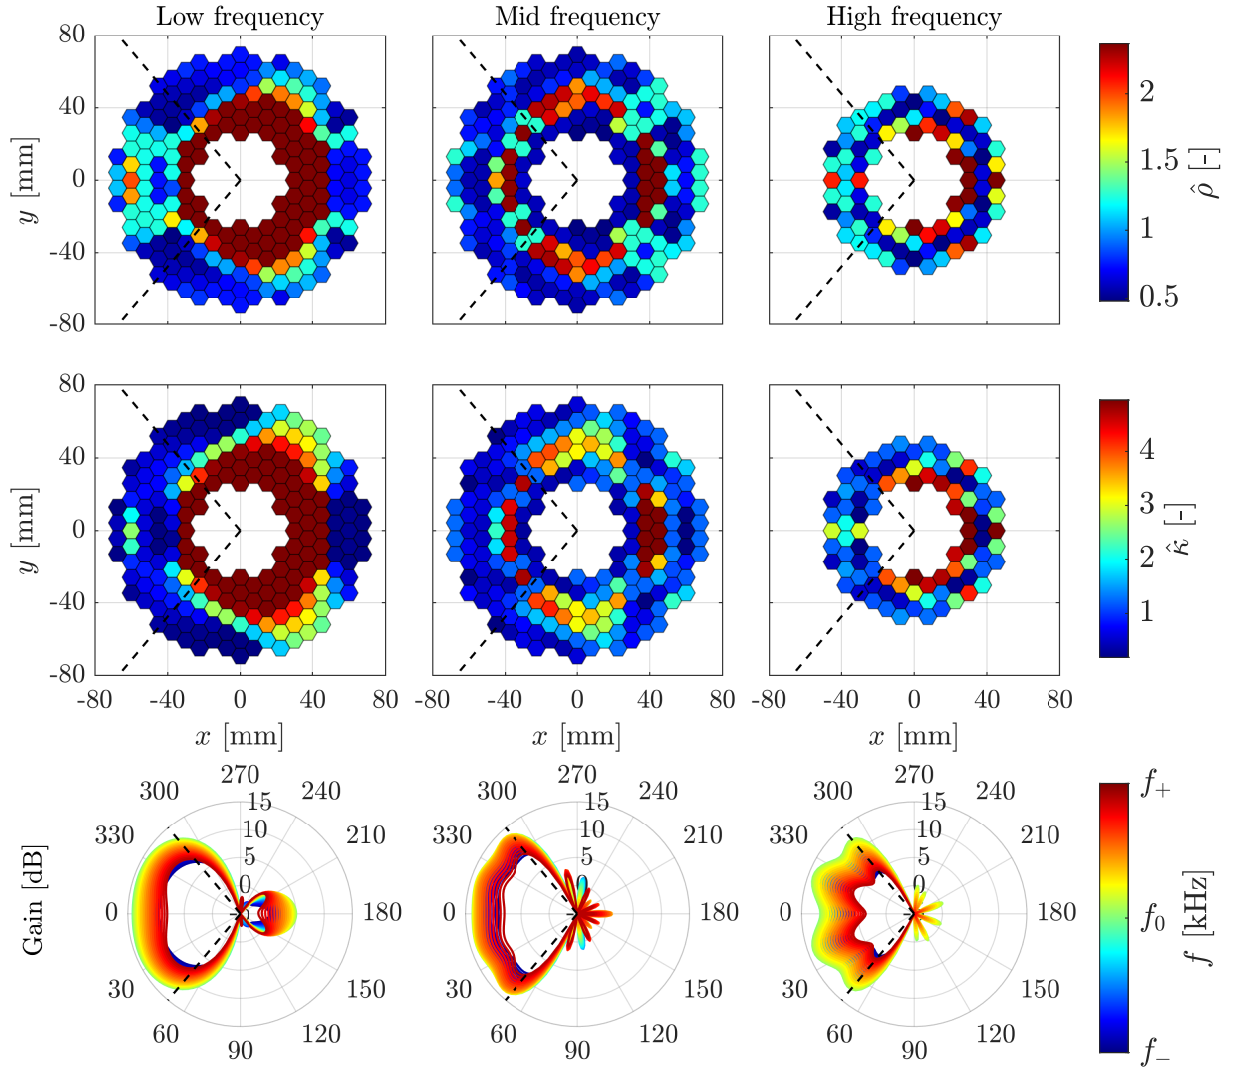 Low frequency Mid frequency High frequency
80
40
0
-40
-80
y [mm]
2
1.5
1
0.5
ρ̂ [-]
80
40
0
-40
-80
y [mm]
4
3
2
1
κ̂ [-]
-80 -40 0 40 80 -80 -40 0 40 80 -80 -40 0 40 80
x [mm] x [mm] x [mm]
Gain [dB]
270 300 240 330 210 0 180 30 150 60 120 90 15 10 5 0
270 300 240 330 210 0 180 30 150 60 120 90 15 10 5 0
270 300 240 330 210 0 180 30 150 60 120 90 15 10 5 0
f₊
f₀
f₋
f [kHz]